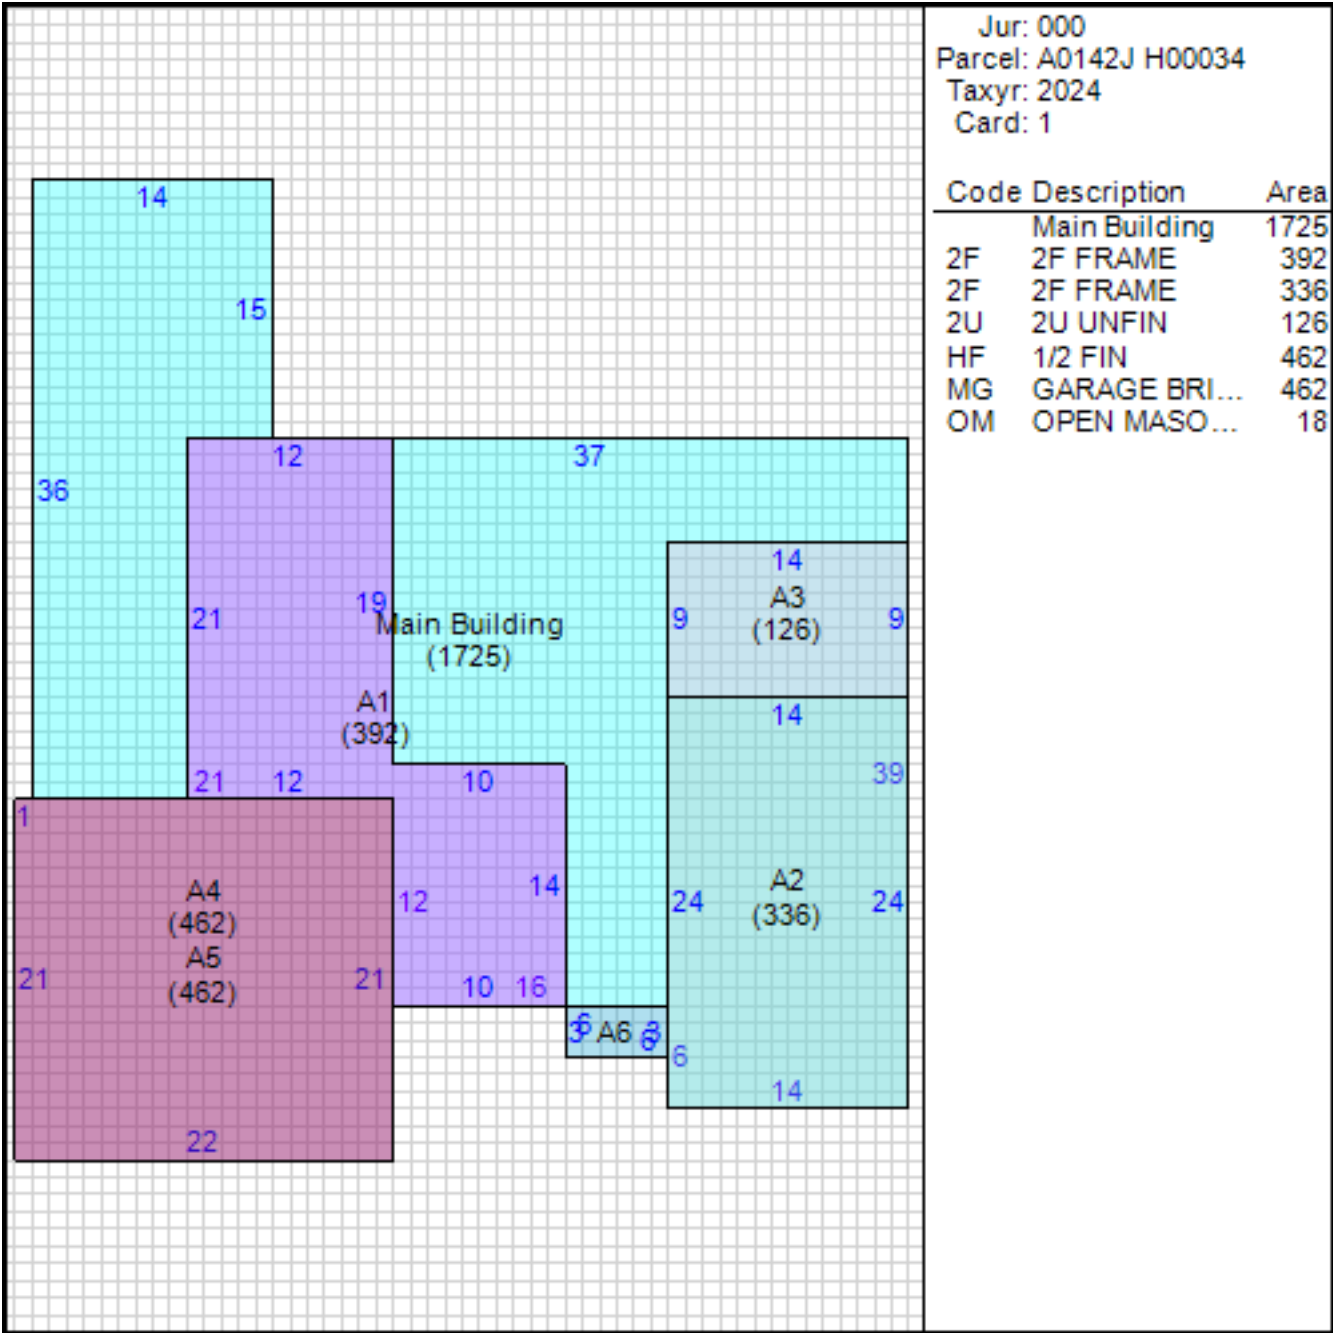 Jur: 000
Parcel: A0142J H00034
Taxyr: 2024
Card: 1
Code Description Area
Main Building 1725
2F 2F FRAME 392
2F 2F FRAME 336
2U 2U UNFIN 126
HF 1/2 FIN 462
MG GARAGE BRI... 462
OM OPEN MASO... 18
14
15
12 37
36
14
A3
(126)
19
21
9 9
Main Building
(1725)
A1
(392)
14
39
21 12 10
1
A2
(336)
A4
(462)
A5
(462)
12 14
24 24
21 21
10 16
3 6 A6 6 3
6
14
22